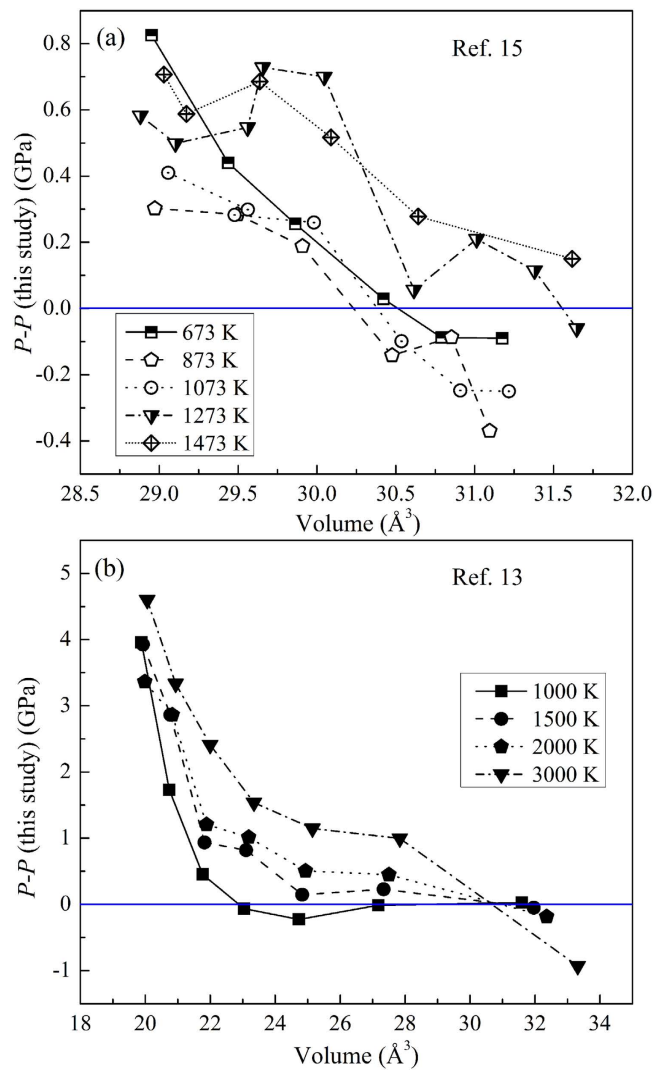 (a)
Ref. 15
P-P (this study) (GPa)
0.8
0.6
0.4
0.2
0.0
-0.2
-0.4
673 K
873 K
1073 K
1273 K
1473 K
28.5 29.0 29.5 30.0 30.5 31.0 31.5 32.0
Volume (Å³)
(b)
Ref. 13
P-P (this study) (GPa)
5
4
3
2
1
0
-1
1000 K
1500 K
2000 K
3000 K
18 20 22 24 26 28 30 32 34
Volume (Å³)